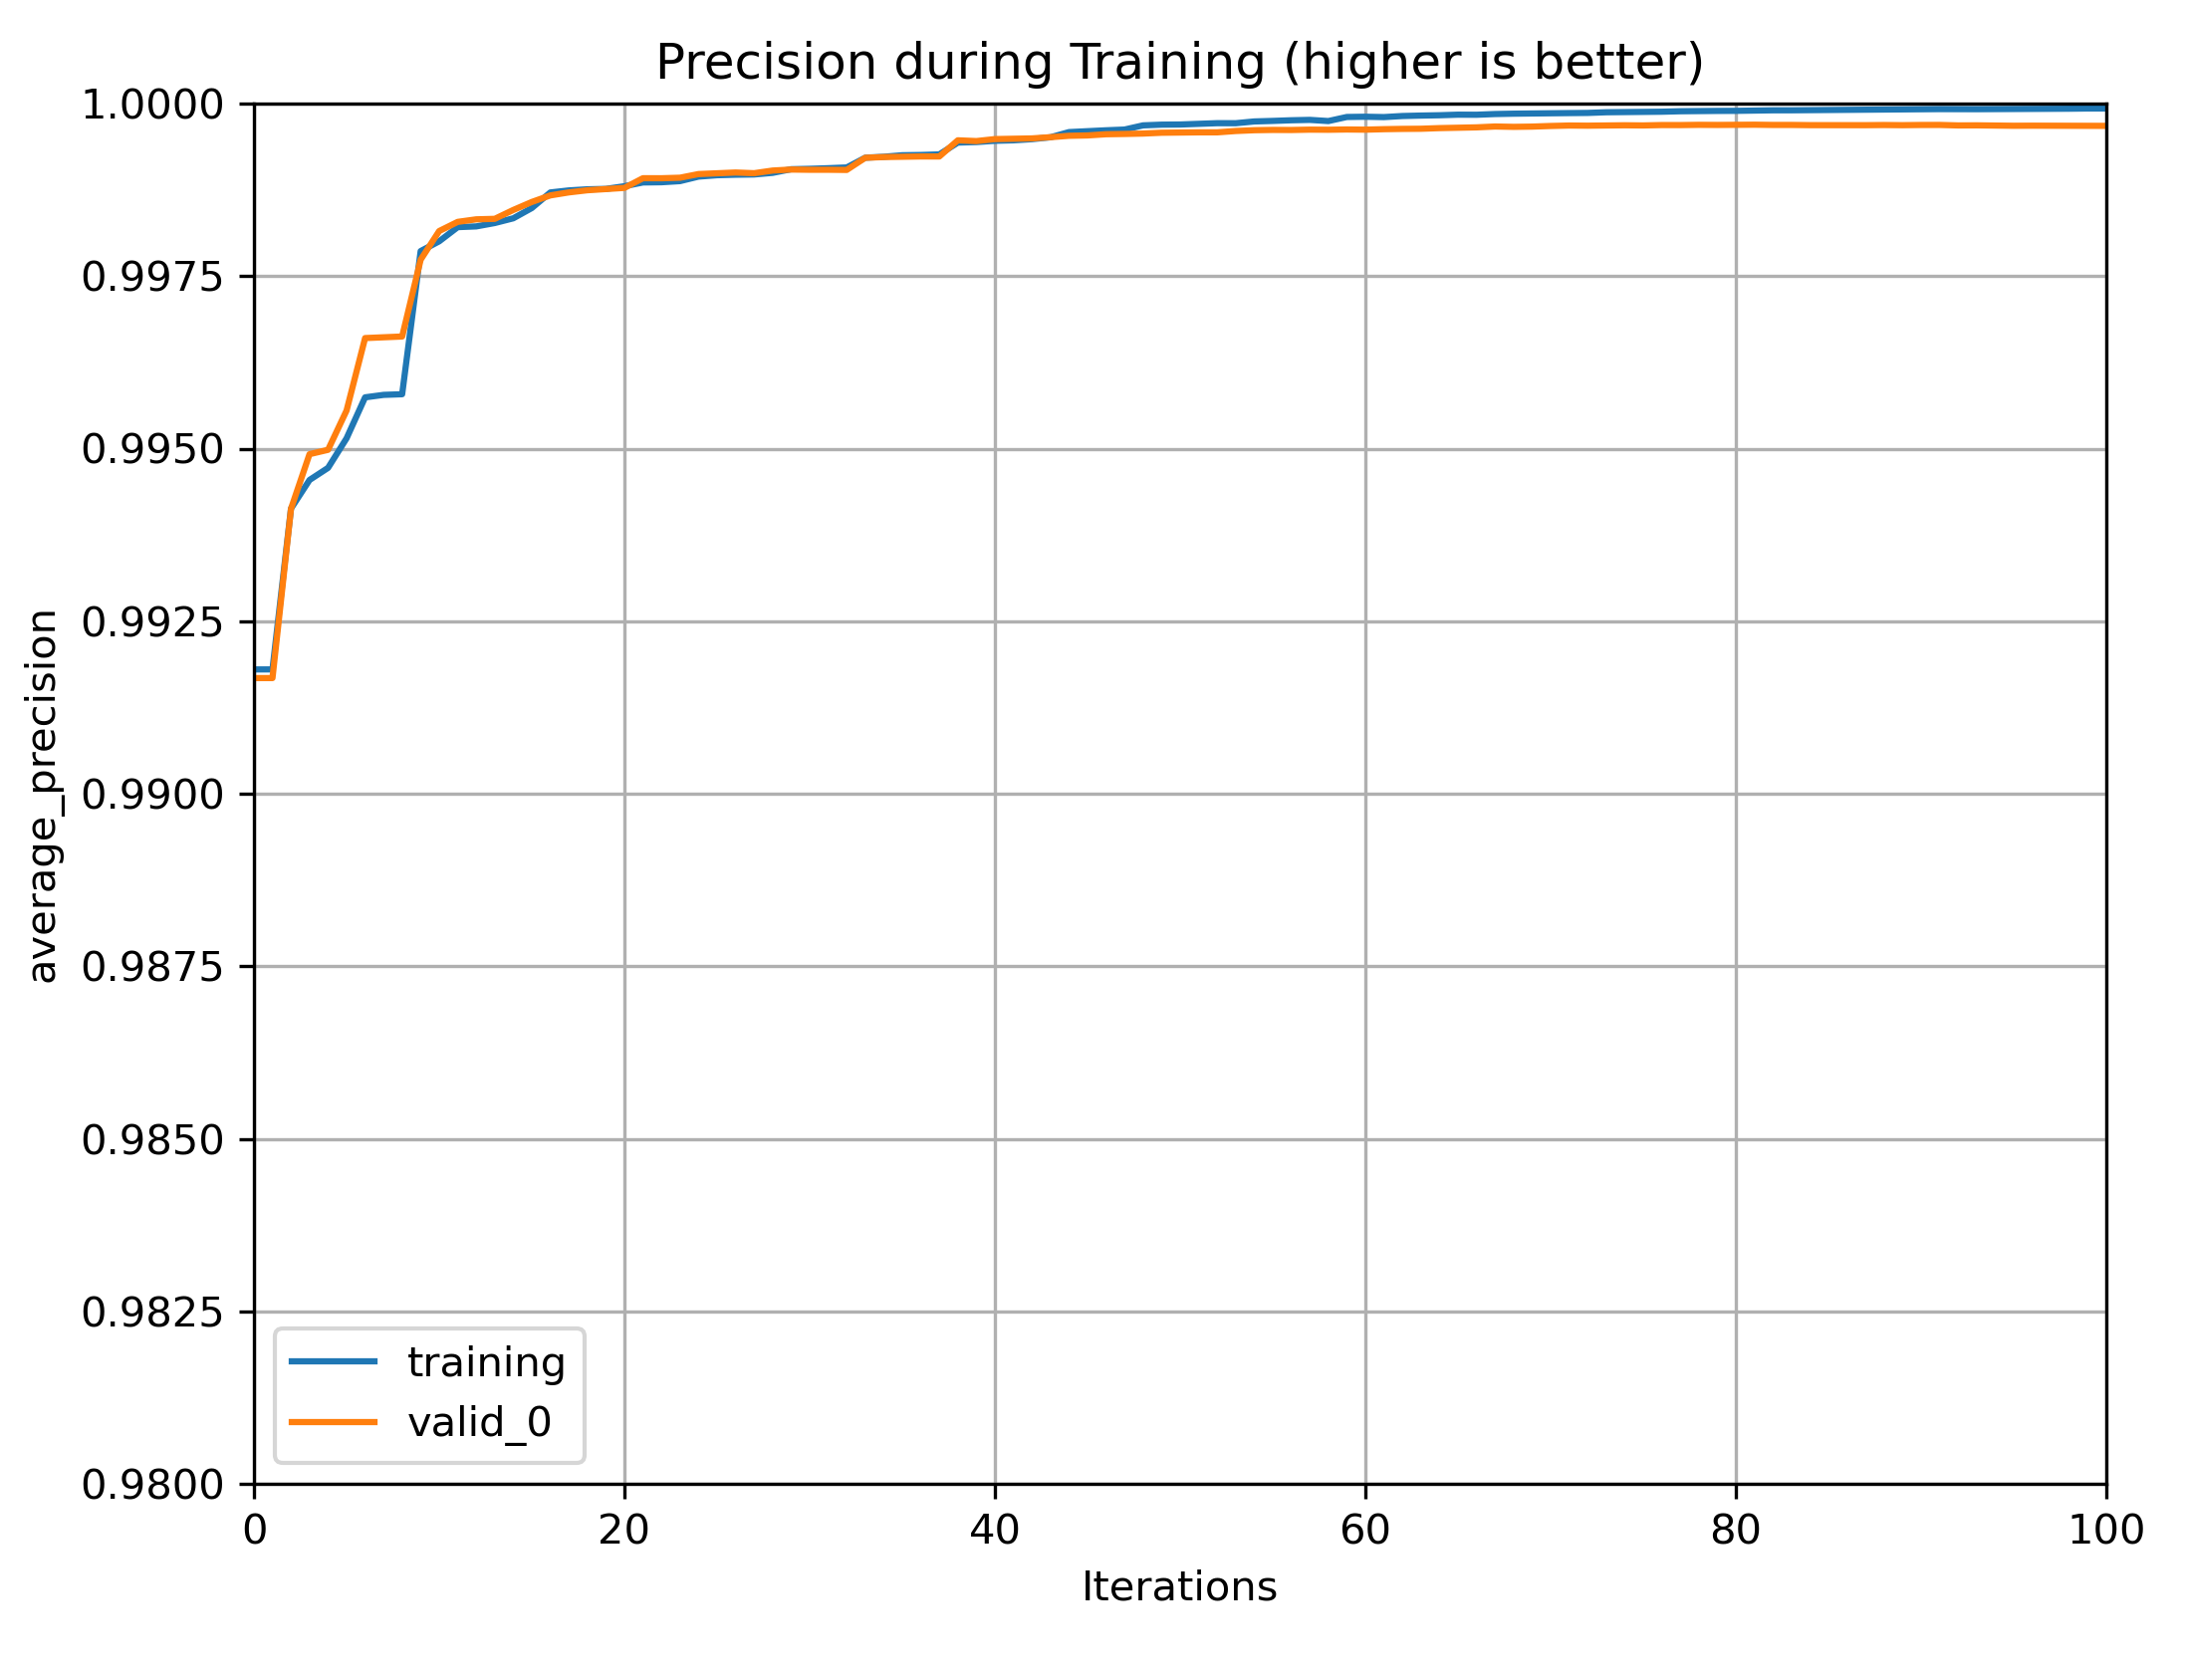 Precision during Training (higher is better)
1.0000
0.9975
0.9950
0.9925
0.9900
0.9875
0.9850
0.9825
0.9800
average_precision
training
valid_0
0 20 40 60 80 100
Iterations